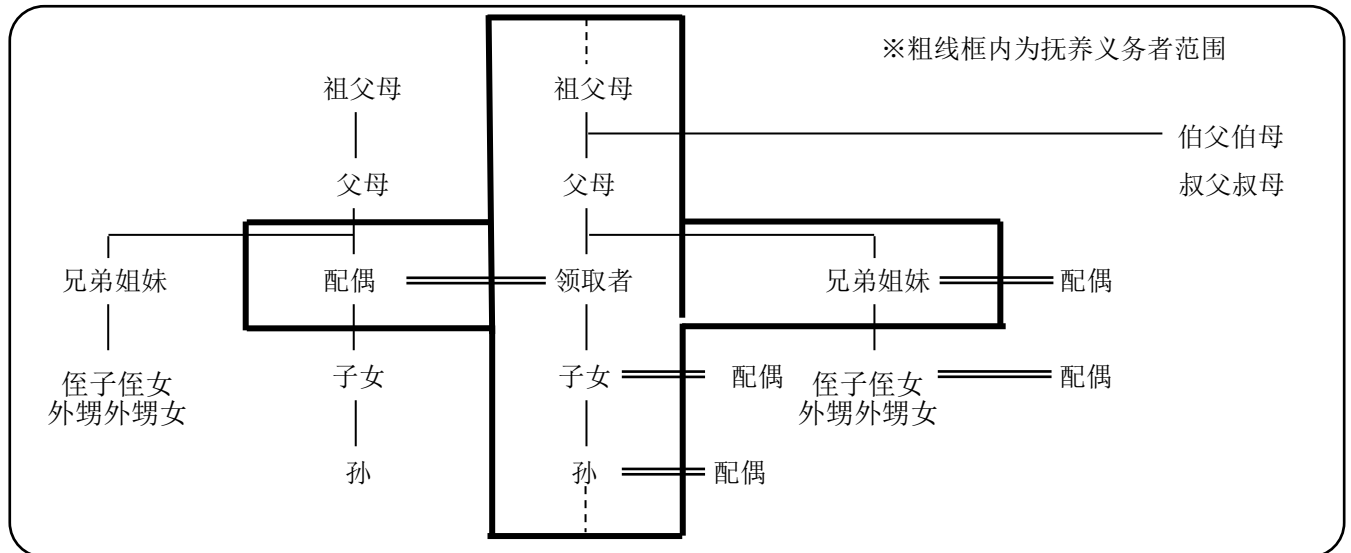 ※粗线框内为抚养义务者范围
祖父母 祖父母
伯父伯母
父母 父母 叔父叔母
兄弟姐妹 配偶 领取者 兄弟姐妹 配偶
侄子侄女 子女 子女 配偶 侄子侄女 配偶
外甥外甥女 外甥外甥女
孙 孙 配偶